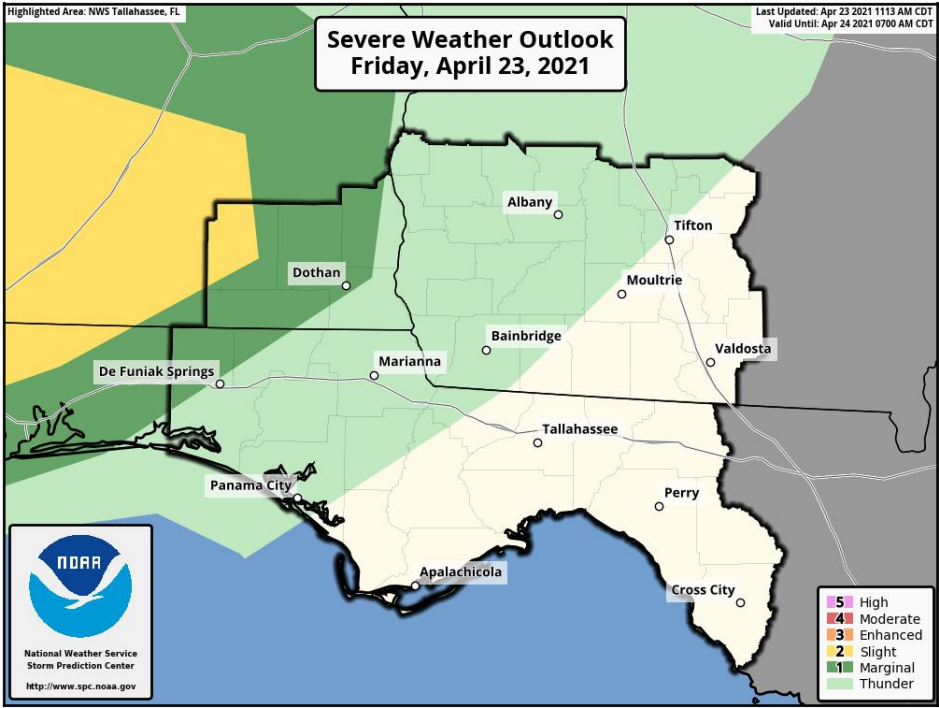 Highlighted Area: NWS Tallahassee, FL
Last Updated: Apr 23 2021 1113 AM CDT
Valid Until: Apr 24 2021 0700 AM CDT
Severe Weather Outlook
Friday, April 23, 2021
Albany
Tifton
Dothan
Moultrie
Bainbridge
Valdosta
Marianna
De Funiak Springs
Tallahassee
Panama City
Perry
Apalachicola
Cross City
NOAA
National Weather Service
Storm Prediction Center
http://www.spc.noaa.gov
5 High
4 Moderate
3 Enhanced
2 Slight
1 Marginal
Thunder